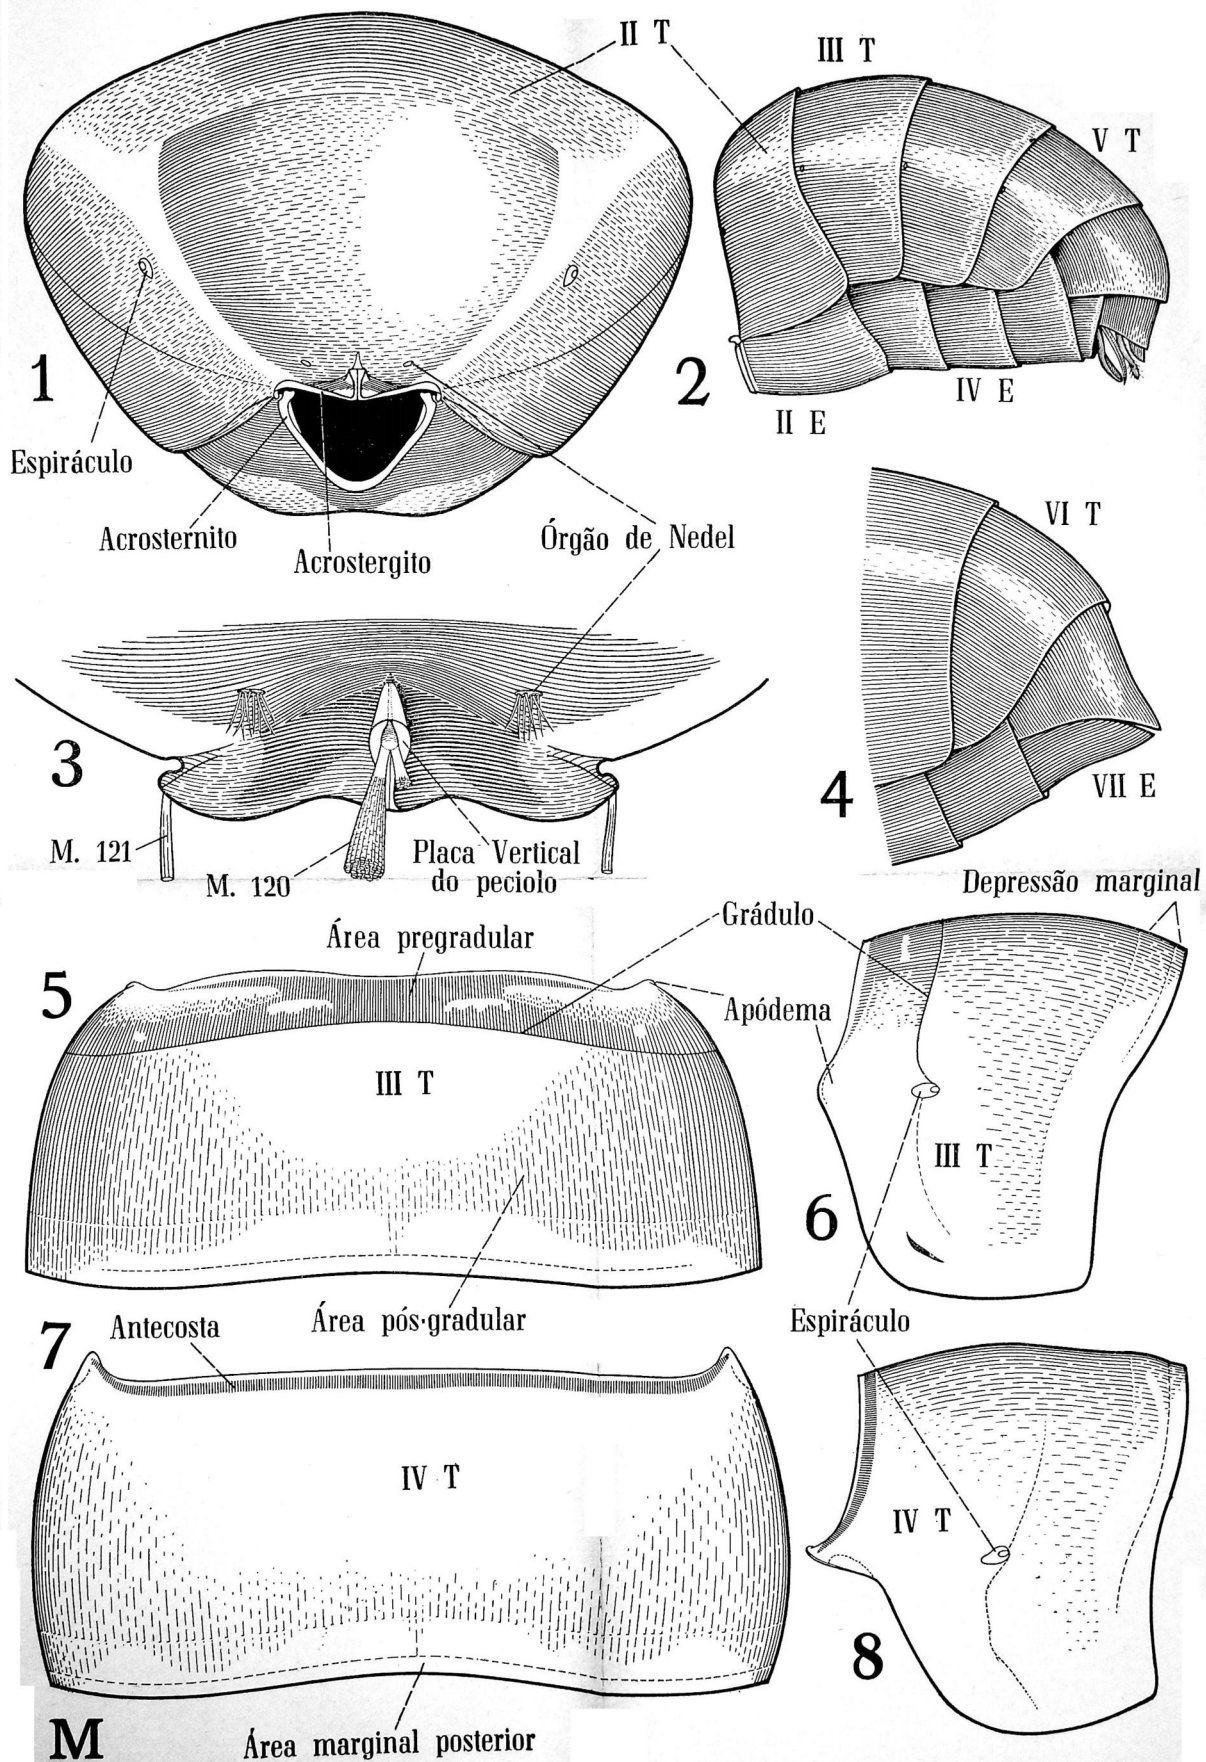 II T
III T
V T
1
2
IV E
II E
Espiráculo
Acrosternito
Acrostergito
Órgão de Nedel
VI T
3
4
VII E
M. 121
M. 120
Placa Vertical
do peciolo
Depressão marginal
Grádulo
Área pregradular
5
Apódema
III T
III T
6
Área pós-gradular
Espiráculo
7
Antecosta
IV T
IV T
8
M
Área marginal posterior